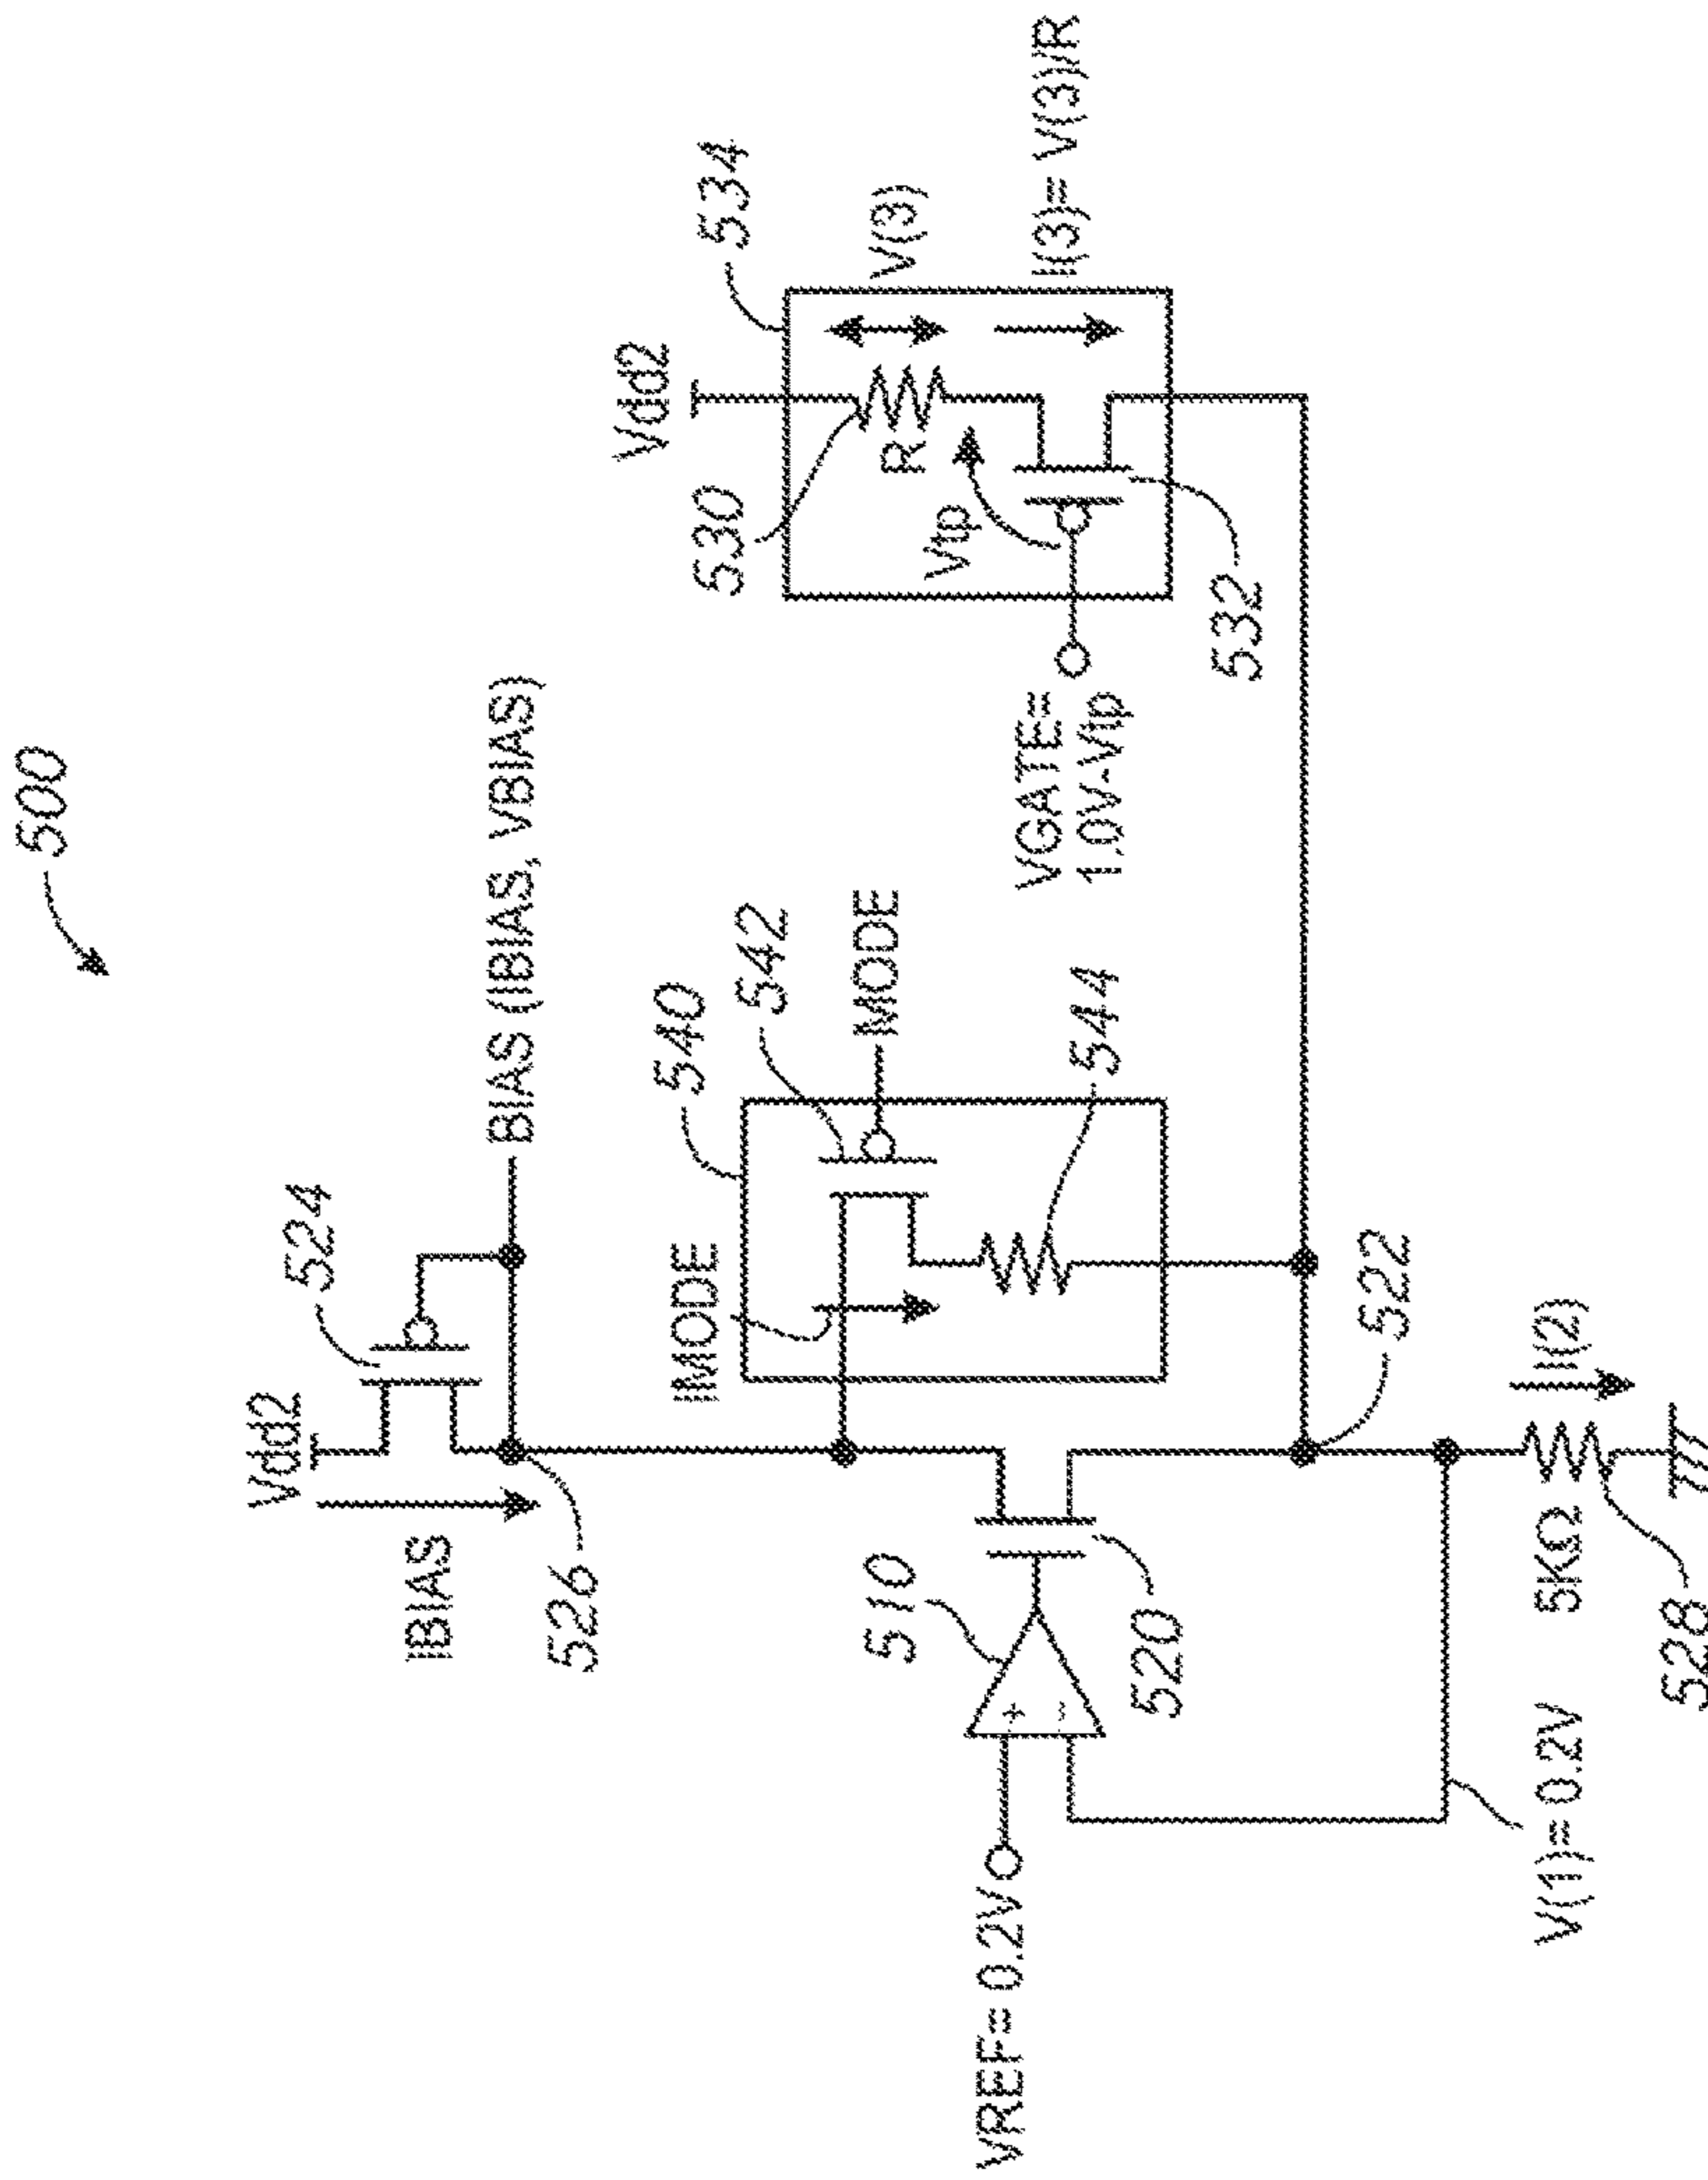 500
Vdd2
524
IBIAS
BIAS (IBIAS, VBIAS)
526
Vdd2
534
530
R
V(3)
Vtp
I(3)= V(3)/R
VGATE=
1.0V-Vtp
532
540
542
IMODE
MODE
544
510
+
-
520
VREF= 0.2V
522
V(1)= 0.2V
5KΩ
I(2)
528